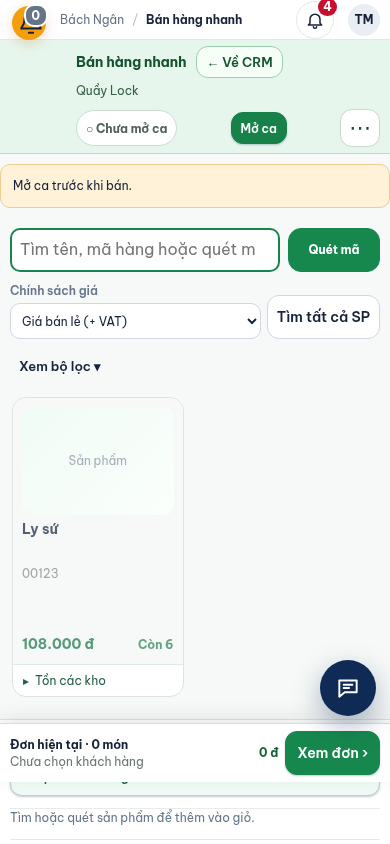 0
Bách Ngân / Bán hàng nhanh
4
TM
Bán hàng nhanh
← Về CRM
Quầy Lock
○ Chưa mở ca
Mở ca
...
Mở ca trước khi bán.
Tìm tên, mã hàng hoặc quét m
Quét mã
Chính sách giá
Giá bán lẻ (+ VAT)
Tìm tất cả SP
Xem bộ lọc ▾
Sản phẩm
Ly sứ
00123
108.000 đ
Còn 6
▸ Tồn các kho
Đơn hiện tại · 0 món
Chưa chọn khách hàng
0 đ
Xem đơn ›
Tìm hoặc quét sản phẩm để thêm vào giỏ.